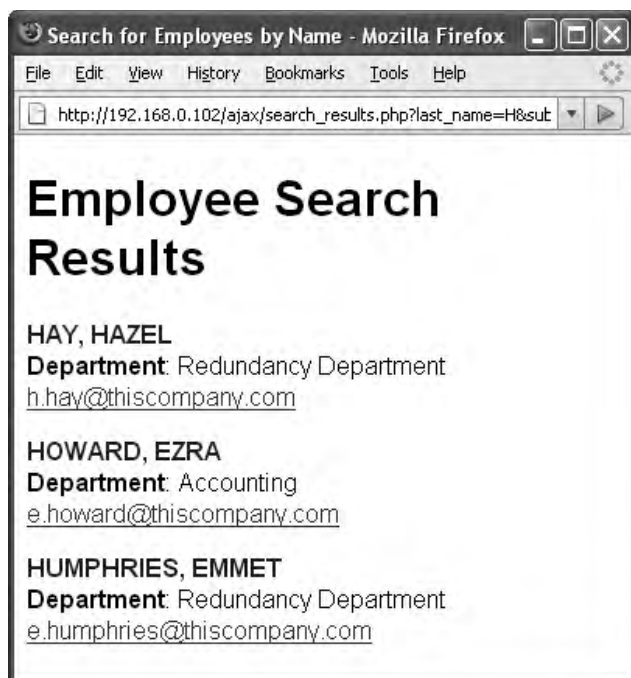 Search for Employees by Name - Mozilla Firefox
File Edit View History Bookmarks Tools Help
http://192.168.0.102/ajax/search_results.php?last_name=H&sub
Employee Search
Results
HAY, HAZEL
Department: Redundancy Department
h.hay@thiscompany.com
HOWARD, EZRA
Department: Accounting
e.howard@thiscompany.com
HUMPHRIES, EMMET
Department: Redundancy Department
e.humphries@thiscompany.com